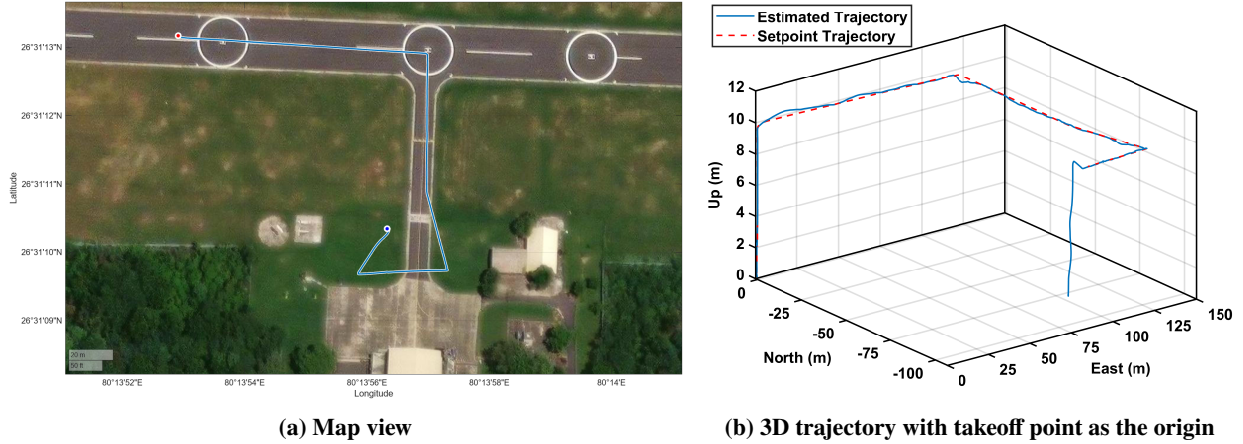 26°31'13"N
26°31'12"N
26°31'11"N
26°31'10"N
26°31'09"N
Latitude
20 m
50 ft
80°13'52"E
80°13'54"E
80°13'56"E
80°13'58"E
80°14'E
Longitude
(a) Map view
Estimated Trajectory
Setpoint Trajectory
12
10
8
6
4
2
0
Up (m)
0
-25
-50
-75
-100
North (m)
0
25
50
75
100
125
150
East (m)
(b) 3D trajectory with takeoff point as the origin